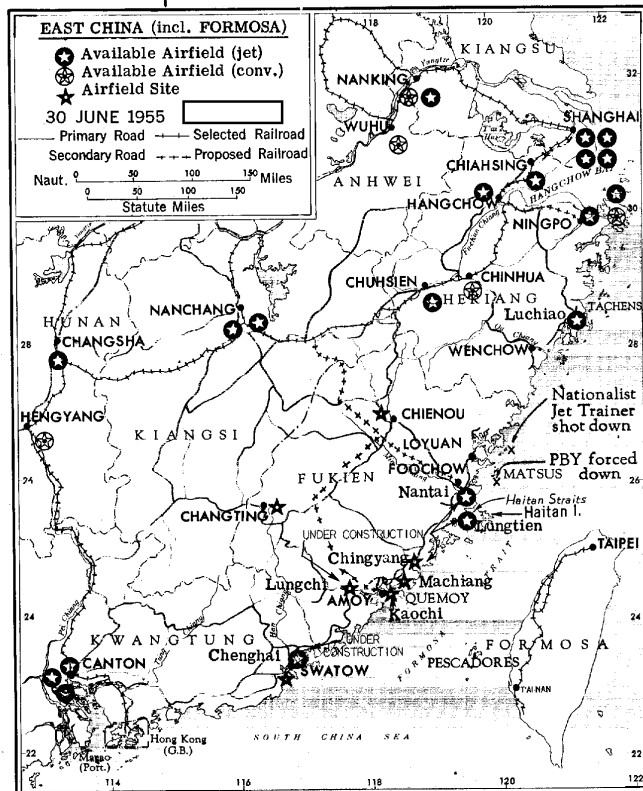 118
120
122
EAST CHINA (incl. FORMOSA)
Available Airfield (jet)
Available Airfield (conv.)
Airfield Site
30 JUNE 1955
Primary Road
Selected Railroad
Secondary Road
Proposed Railroad
Naut.
0 50 100 150
Miles
0 50 100 150
Statute Miles
KIANGSU
Yangtze
32
NANKING
WUHU
SHANGHAI
CHIAHSING
ANHWEI
HANGCHOW BAY
HANGCHOW
30
NINGPO
CHUHSIEN
CHINHUA
CHEKIANG
NANCHANG
Luchiao
TACHENS
HUNAN
28
28
CHANGSHA
WENCHOW
Nationalist
Jet Trainer
shot down
HENGYANG
CHIENOU
KIANGSI
LOYUAN
PBY forced
down
26
26
FUKIEN
FOOCHOW
MATSUS
Nantai
Haitan Straits
Haitan I.
CHANGTING
Lungtien
UNDER CONSTRUCTION
TAIPEI
Chingyang
STRAIT
Lungchi
Machiang
AMOY
QUEMOY
Kaochi
24
24
KWANGTUNG
UNDER
CONSTRUCTION
FORMOSA
Chenghai
FORMOSA
CANTON
PESCADORES
SWATOW
TAI-NAN
Hong Kong
(G.B.)
SOUTH CHINA SEA
Macao
(Port.)
22
22
114
116
118
120
122